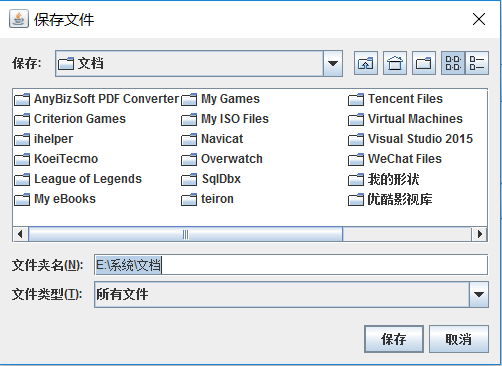 保存文件
保存: 文档
AnyBizSoft PDF Converter My Games Tencent Files
Criterion Games My ISO Files Virtual Machines
ihelper Navicat Visual Studio 2015
KoeiTecmo Overwatch WeChat Files
League of Legends SqlDbx 我的形状
My eBooks teiron 优酷影视库
文件夹名(N): E:\系统\文档
文件类型(T): 所有文件
保存 取消